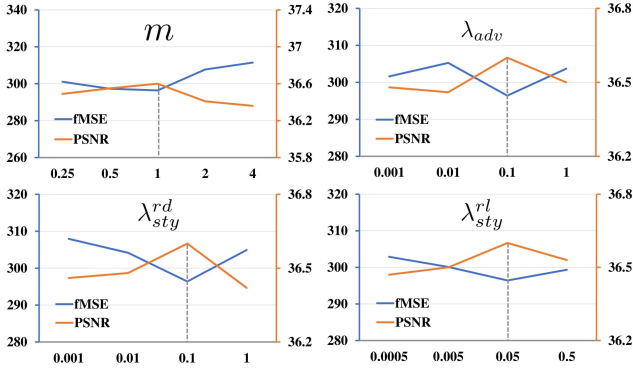 m
340
320
300
280
260
37.4
37
36.6
36.2
35.8
fMSE
PSNR
0.25 0.5 1 2 4
λ_{adv}
320
310
300
290
280
36.8
36.5
36.2
fMSE
PSNR
0.001 0.01 0.1 1
λ^{rd}_{sty}
320
310
300
290
280
36.8
36.5
36.2
fMSE
PSNR
0.001 0.01 0.1 1
λ^{rl}_{sty}
320
310
300
290
280
36.8
36.5
36.2
fMSE
PSNR
0.0005 0.005 0.05 0.5